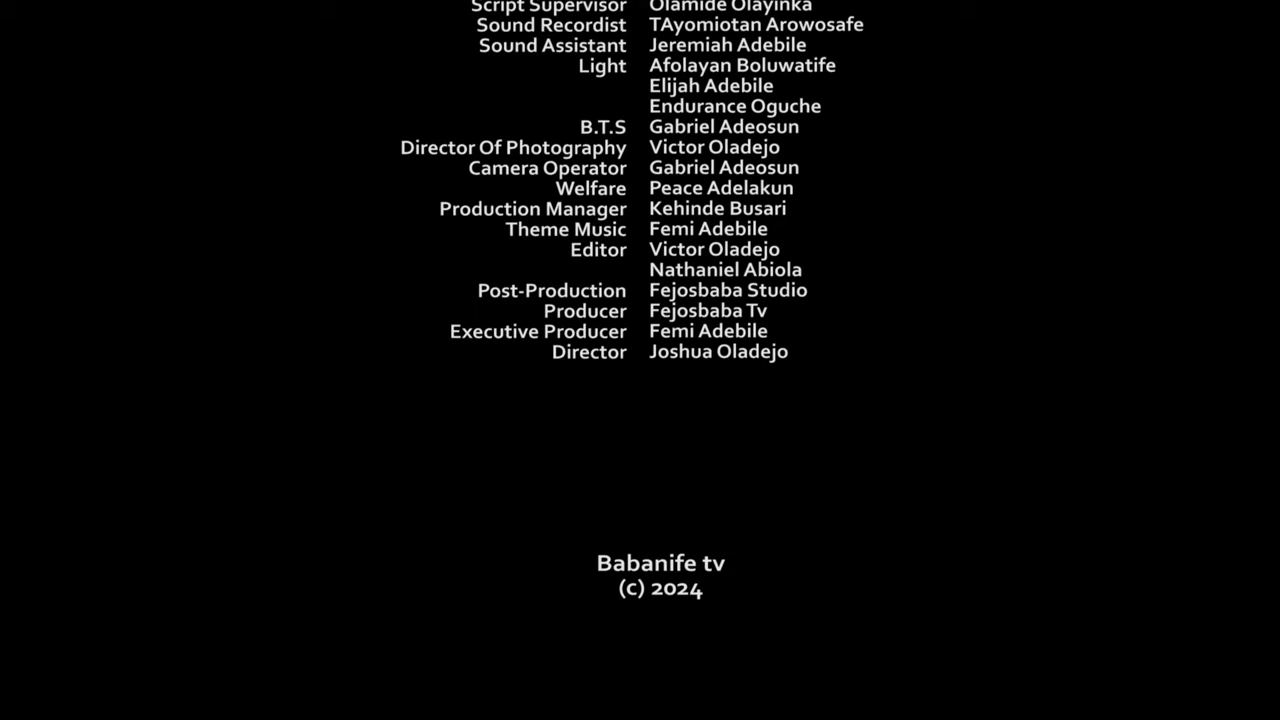 Script Supervisor Olamide Olayinka
Sound Recordist TAyomiotan Arowosafe
Sound Assistant Jeremiah Adebile
Light Afolayan Boluwatife
Elijah Adebile
Endurance Oguche
B.T.S Gabriel Adeosun
Director Of Photography Victor Oladejo
Camera Operator Gabriel Adeosun
Welfare Peace Adelakun
Production Manager Kehinde Busari
Theme Music Femi Adebile
Editor Victor Oladejo
Nathaniel Abiola
Post-Production Fejosbaba Studio
Producer Fejosbaba Tv
Executive Producer Femi Adebile
Director Joshua Oladejo
Babanife tv
(c) 2024